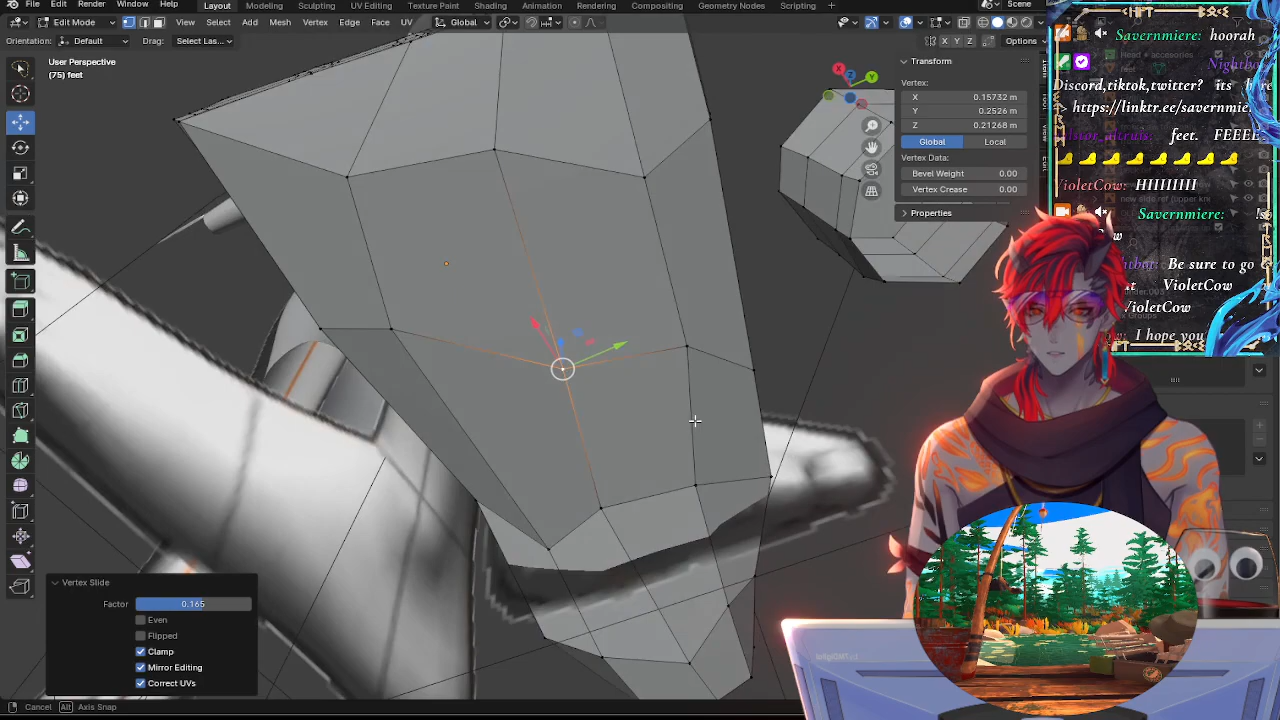 File Edit Render Window Help Layout Modeling Sculpting UV Editing Texture Paint Shading Animation Rendering Compositing Geometry Nodes Scripting Scene
Edit Mode View Select Add Mesh Vertex Edge Face UV Global
Orientation: Default Drag: Select Las... X Y Z Options
User Perspective
(75) feet
Transform
Vertex:
X 0.15732 m
Y 0.2526 m
Z 0.21268 m
Global Local
Vertex Data:
Bevel Weight 0.00
Vertex Crease 0.00
Properties
Savernmiere: hoorah
Discord,tiktok,twitter? its here
> https://linktr.ee/savernmie
feet.
VioletCow: HIIIIIIII
Savernmiere:
Be sure to go
VioletCow
I hope you
Vertex Slide
Factor 0.165
Even
Flipped
Clamp
Mirror Editing
Correct UVs
Cancel Alt Axis Snap